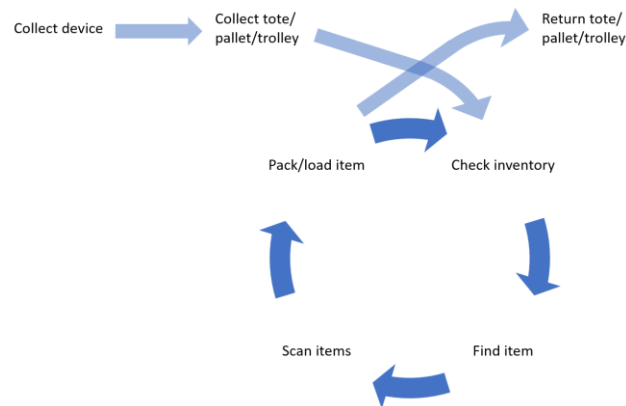 Collect device
Collect tote/
pallet/trolley
Return tote/
pallet/trolley
Pack/load item
Check inventory
Scan items
Find item